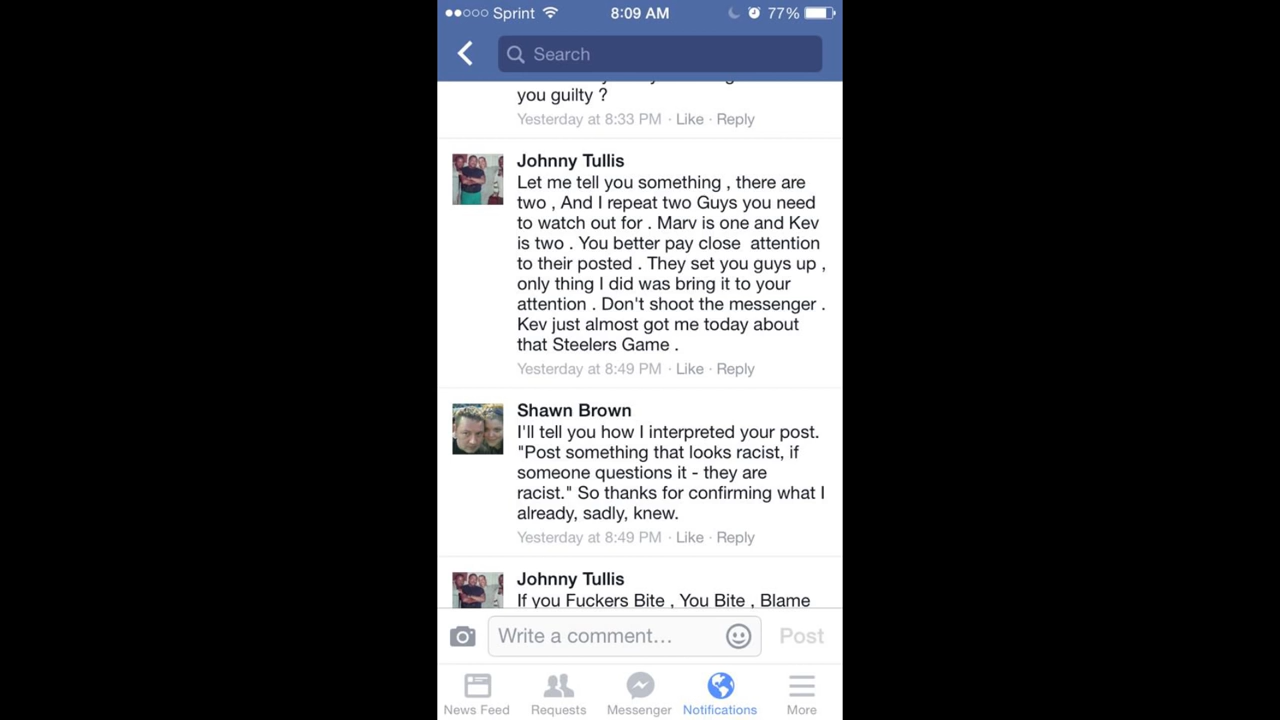 Sprint 8:09 AM 77%
Search
you guilty ?
Yesterday at 8:33 PM · Like · Reply
Johnny Tullis
Let me tell you something , there are
two , And I repeat two Guys you need
to watch out for . Marv is one and Kev
is two . You better pay close  attention
to their posted . They set you guys up ,
only thing I did was bring it to your
attention . Don't shoot the messenger .
Kev just almost got me today about
that Steelers Game .
Yesterday at 8:49 PM · Like · Reply
Shawn Brown
I'll tell you how I interpreted your post.
"Post something that looks racist, if
someone questions it - they are
racist." So thanks for confirming what I
already, sadly, knew.
Yesterday at 8:49 PM · Like · Reply
Johnny Tullis
If you Fuckers Bite , You Bite , Blame
Write a comment... Post
News Feed Requests Messenger Notifications More